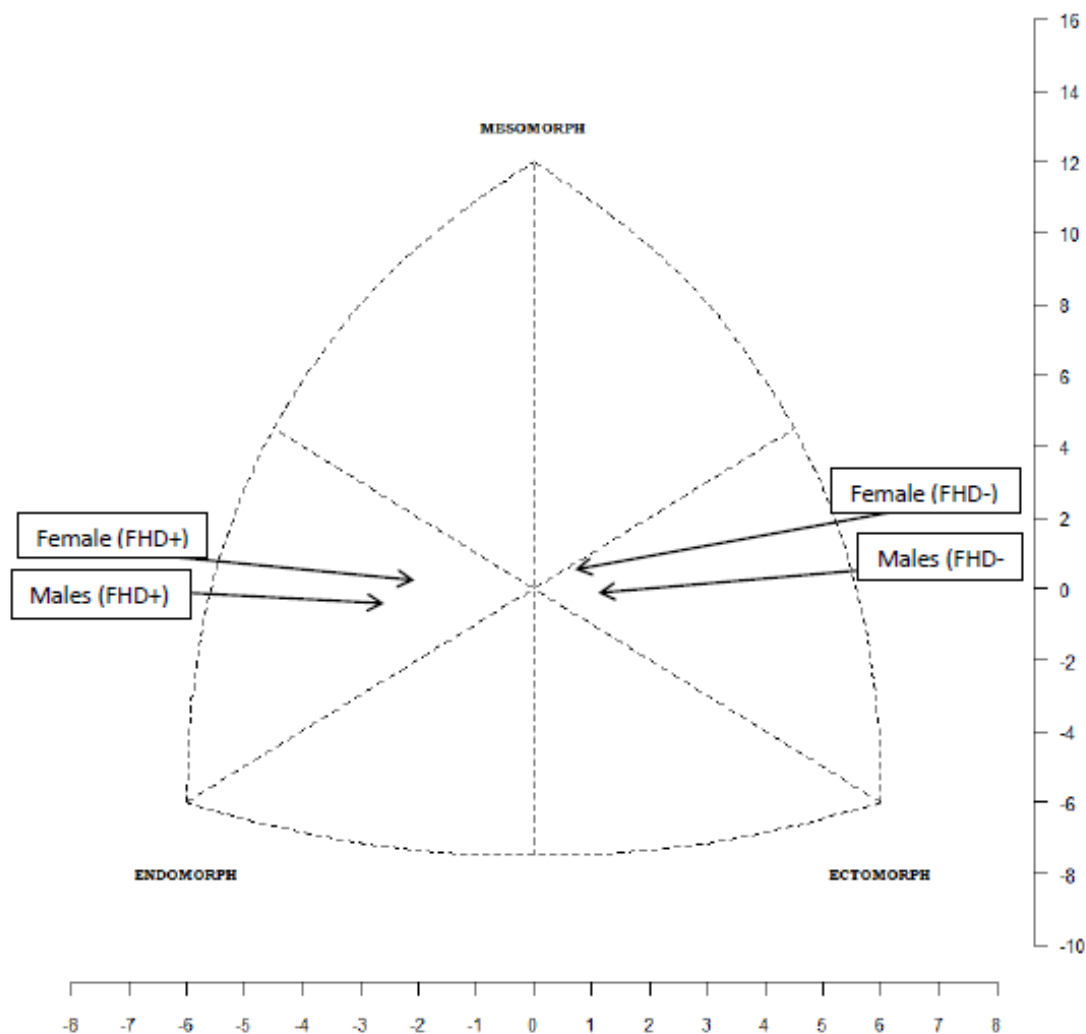 16
14
MESOMORPH
12
10
8
6
4
Female (FHD-)
2
Female (FHD+)
Males (FHD-
0
Males (FHD+)
-2
-4
-6
ENDOMORPH
ECTOMORPH
-8
-10
-8 -7 -6 -5 -4 -3 -2 -1 0 1 2 3 4 5 6 7 8